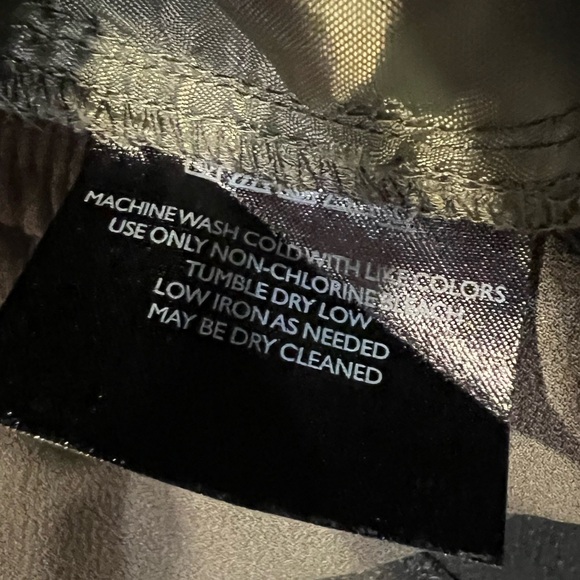 MACHINE WASH COLD WITH LIKE COLORS
USE ONLY NON-CHLORINE BLEACH
TUMBLE DRY LOW
LOW IRON AS NEEDED
MAY BE DRY CLEANED